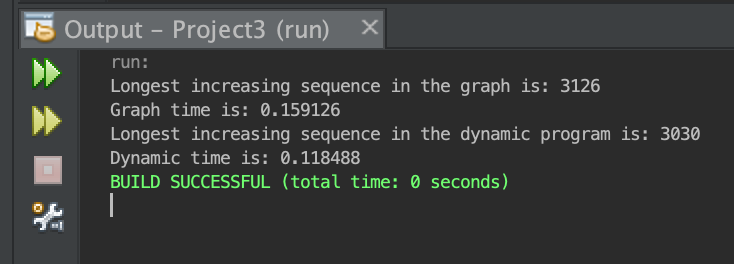 Output – Project3 (run)
run:
Longest increasing sequence in the graph is: 3126
Graph time is: 0.159126
Longest increasing sequence in the dynamic program is: 3030
Dynamic time is: 0.118488
BUILD SUCCESSFUL (total time: 0 seconds)